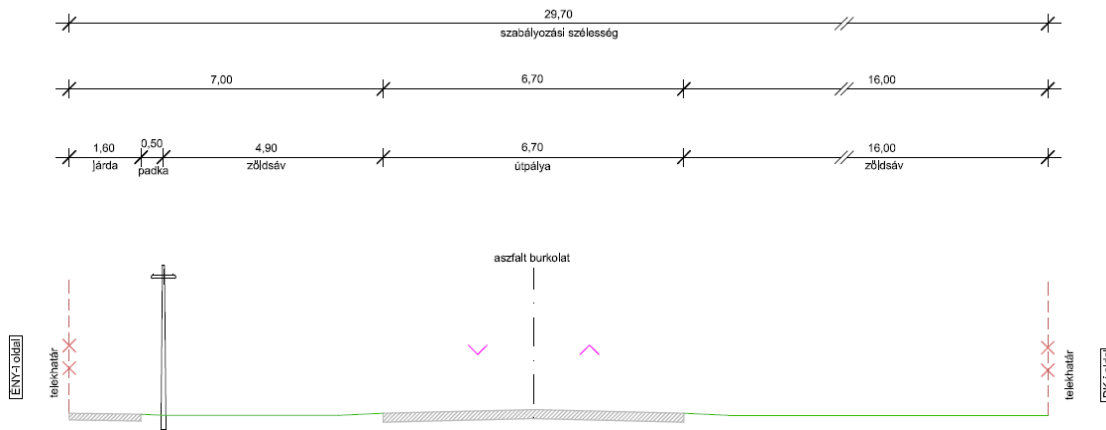 29,70
szabályozási szélesség
7,00
6,70
16,00
1,60
0,50
4,90
6,70
16,00
járda
padka
zöldsáv
útpálya
zöldsáv
aszfalt burkolat
ÉNY-i oldal
telekhatár
telekhatár